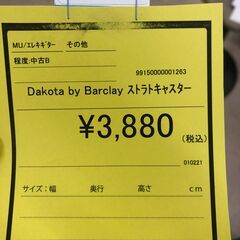 MU/エレキギター その他
程度:中古B
99150000001263
Dakota by Barclay ストラトキャスター
¥3,880
(税込)
010221
サイズ:幅 奥行 高さ cm